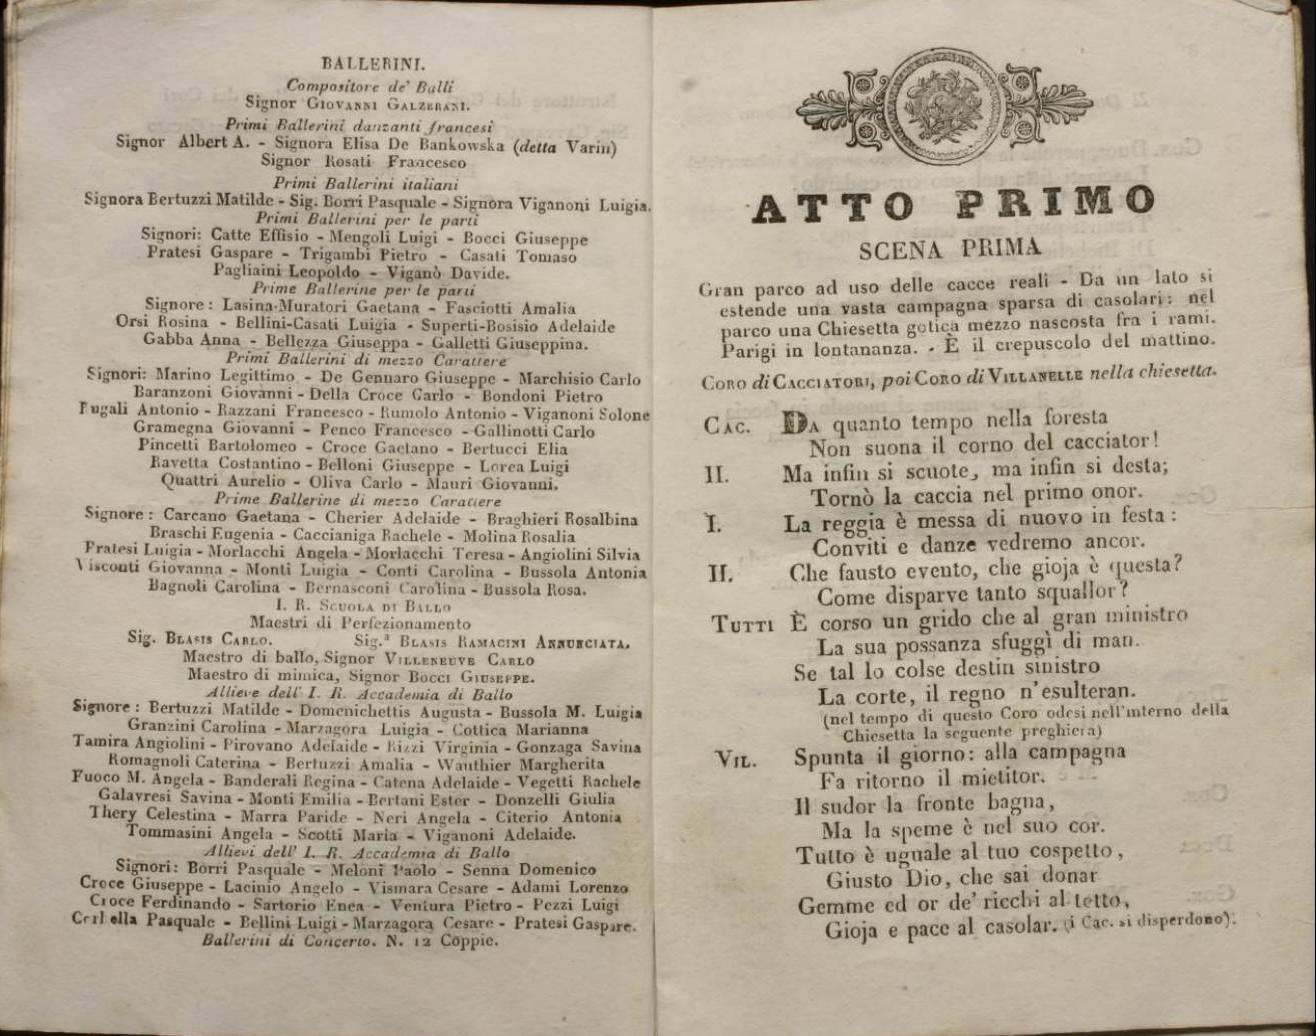 BALLERINI.
Compositore de' Balli
Signor GIOVANNI GALZERANI.
Primi Ballerini danzanti francesi
Signor Albert A. - Signora Elisa De Bankowska (detta Varin)
Signor Rosati Francesco
Primi Ballerini italiani
Signora Bertuzzi Matilde - Sig. Borri Pasquale - Signora Viganoni Luigia.
Primi Ballerini per le parti
Signori: Catte Effisio - Mengoli Luigi - Bocci Giuseppe
Pratesi Gaspare - Trigambi Pietro - Casati Tomaso
Pagliaini Leopoldo - Viganò Davide.
Prime Ballerine per le parti
Signore: Lasina-Muratori Gaetana - Fasciotti Amalia
Orsi Rosina - Bellini-Casati Luigia - Superti-Bosisio Adelaide
Gabba Anna - Bellezza Giuseppa - Galletti Giuseppina.
Primi Ballerini di mezzo Carattere
Signori: Marino Legittimo - De Gennaro Giuseppe - Marchisio Carlo
Baranzoni Giovanni - Della Croce Carlo - Bondoni Pietro
Rugali Antonio - Razzani Francesco - Rumolo Antonio - Viganoni Solone
Gramegna Giovanni - Penco Francesco - Gallinotti Carlo
Pincetti Bartolomeo - Croce Gaetano - Bertucci Elia
Ravetta Costantino - Belloni Giuseppe - Lorea Luigi
Quattri Aurelio - Oliva Carlo - Mauri Giovanni.
Prime Ballerine di mezzo Carattere
Signore: Carcano Gaetana - Cherier Adelaide - Braghieri Rosalbina
Braschi Eugenia - Caccianiga Rachele - Molina Rosalia
Pratesi Luigia - Morlacchi Angela - Morlacchi Teresa - Angiolini Silvia
Visconti Giovanna - Monti Luigia - Conti Carolina - Bussola Antonia
Bagnoli Carolina - Bernasconi Carolina - Bussola Rosa.
I. R. SCUOLA DI BALLO
Maestri di Perfezionamento
Sig. BLASIS CARLO. Sig.ª BLASIS RAMACINI ANNUNCIATA.
Maestro di ballo, Signor VILLENEUVE CARLO
Maestro di mimica, Signor BOCCI GIUSEPPE.
Allieve dell' I. R. Accademia di Ballo
Signore: Bertuzzi Matilde - Domenichettis Augusta - Bussola M. Luigia
Granzini Carolina - Marzagora Luigia - Cottica Marianna
Tamira Angiolini - Pirovano Adelaide - Rizzi Virginia - Gonzaga Savina
Romagnoli Caterina - Bertuzzi Amalia - Wauthier Margherita
Fuoco M. Angela - Banderali Regina - Catena Adelaide - Vegetti Rachele
Galavresi Savina - Monti Emilia - Bertani Ester - Donzelli Giulia
Thery Celestina - Marra Paride - Neri Angela - Citerio Antonia
Tommasini Angela - Scotti Maria - Viganoni Adelaide.
Allievi dell' I. R. Accademia di Ballo
Signori: Borri Pasquale - Meloni Paolo - Senna Domenico
Croce Giuseppe - Lacinio Angelo - Vismara Cesare - Adami Lorenzo
Croce Ferdinando - Sartorio Enea - Ventura Pietro - Pezzi Luigi
Corbella Pasquale - Bellini Luigi - Marzagora Cesare - Pratesi Gaspare.
Ballerini di Concerto. N. 12 Coppie.
ATTO PRIMO
SCENA PRIMA
Gran parco ad uso delle cacce reali - Da un lato si
estende una vasta campagna sparsa di casolari: nel
parco una Chiesetta gotica mezzo nascosta fra i rami.
Parigi in lontananza. - È il crepuscolo del mattino.
CORO di CACCIATORI, poi CORO di VILLANELLE nella chiesetta.
CAC. DA quanto tempo nella foresta
Non suona il corno del cacciator!
II. Ma infin si scuote, ma infin si desta;
Tornò la caccia nel primo onor.
I. La reggia è messa di nuovo in festa:
Conviti e danze vedremo ancor.
II. Che fausto evento, che gioja è questa?
Come disparve tanto squallor?
TUTTI È corso un grido che al gran ministro
La sua possanza sfuggì di man.
Se tal lo colse destin sinistro
La corte, il regno n'esulteran.
(nel tempo di questo Coro odesi nell'interno della
Chiesetta la seguente preghiera)
VIL. Spunta il giorno: alla campagna
Fa ritorno il mietitor.
Il sudor la fronte bagna,
Ma la speme è nel suo cor.
Tutto è uguale al tuo cospetto,
Giusto Dio, che sai donar
Gemme ed or de' ricchi al tetto,
Gioja e pace al casolar. (i Cac. si disperdono).